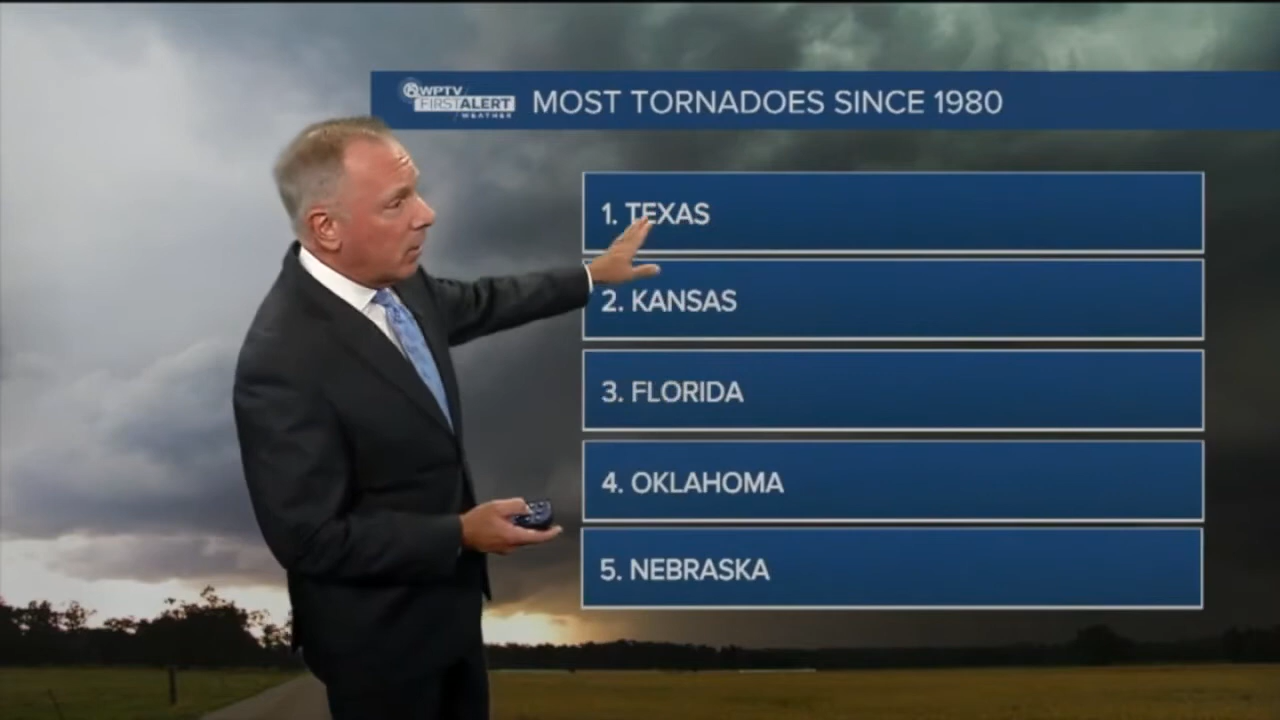 WPTV
FIRST ALERT
WEATHER
MOST TORNADOES SINCE 1980
1. TEXAS
2. KANSAS
3. FLORIDA
4. OKLAHOMA
5. NEBRASKA